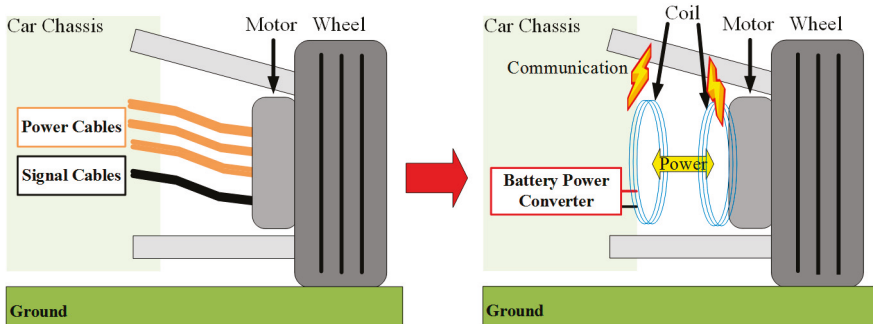 Car Chassis
Motor
Wheel
Power Cables
Signal Cables
Ground
Car Chassis
Coil
Motor
Wheel
Communication
Power
Battery Power
Converter
Ground